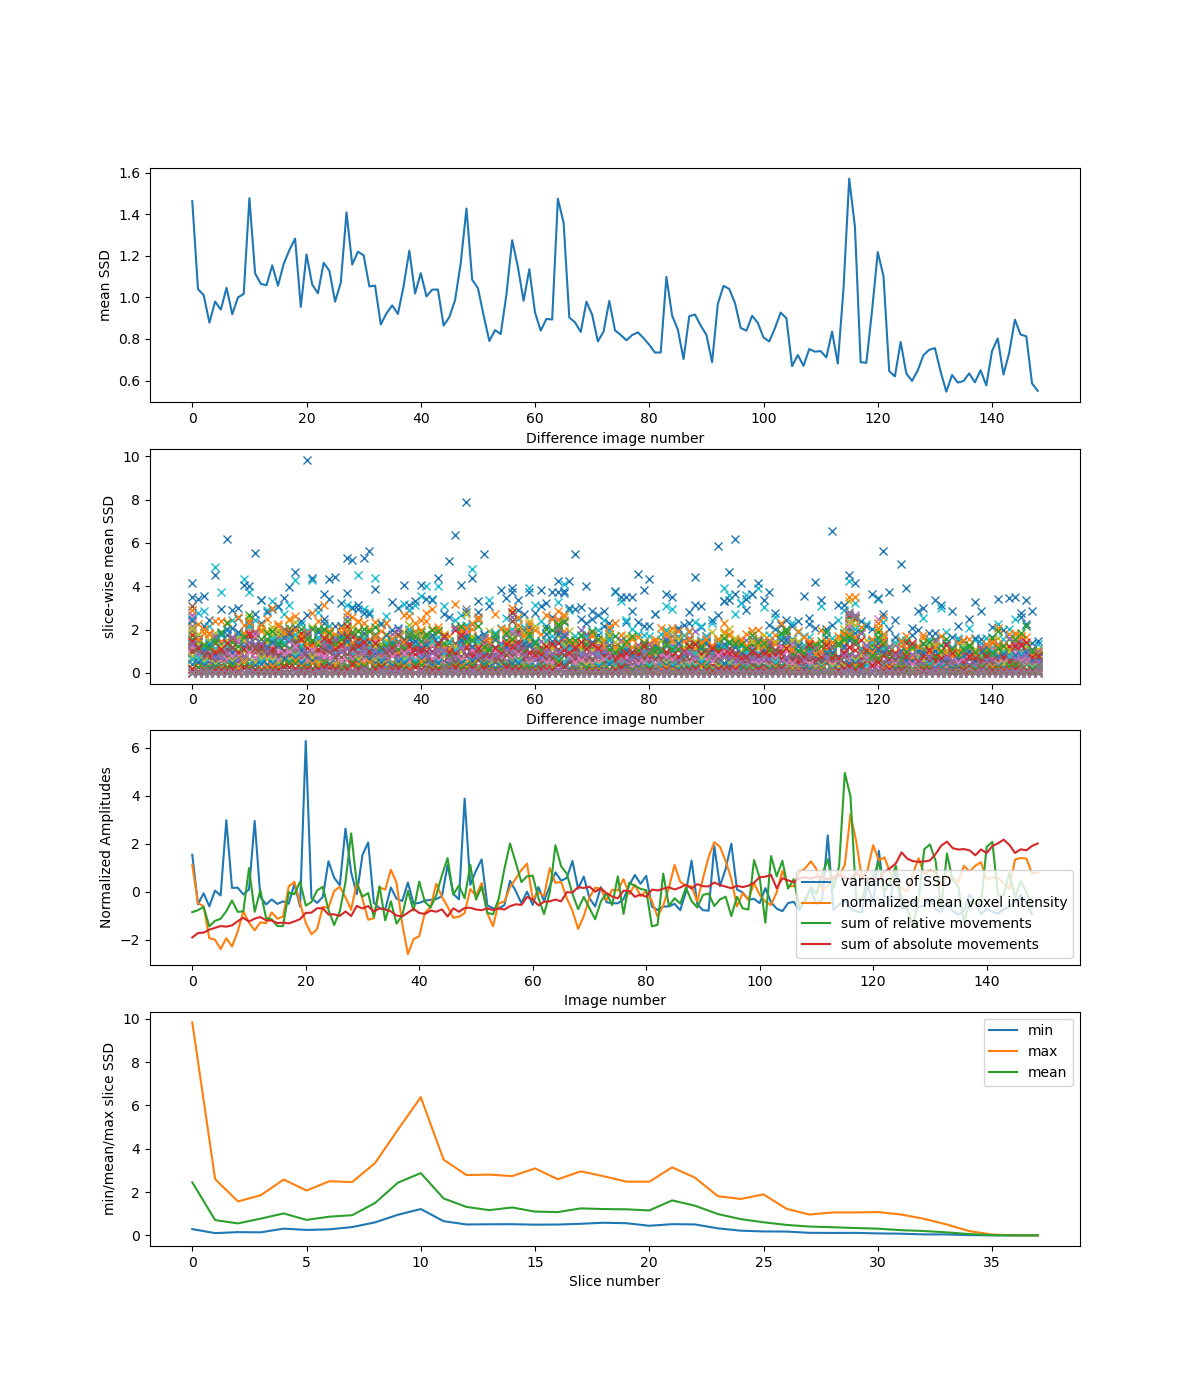 mean SSD
1.6
1.4
1.2
1.0
0.8
0.6
0 20 40 60 80 100 120 140
Difference image number
slice-wise mean SSD
10
8
6
4
2
0
0 20 40 60 80 100 120 140
Difference image number
Normalized Amplitudes
6
4
2
0
−2
variance of SSD
normalized mean voxel intensity
sum of relative movements
sum of absolute movements
0 20 40 60 80 100 120 140
Image number
min/mean/max slice SSD
10
8
6
4
2
0
min
max
mean
0 5 10 15 20 25 30 35
Slice number